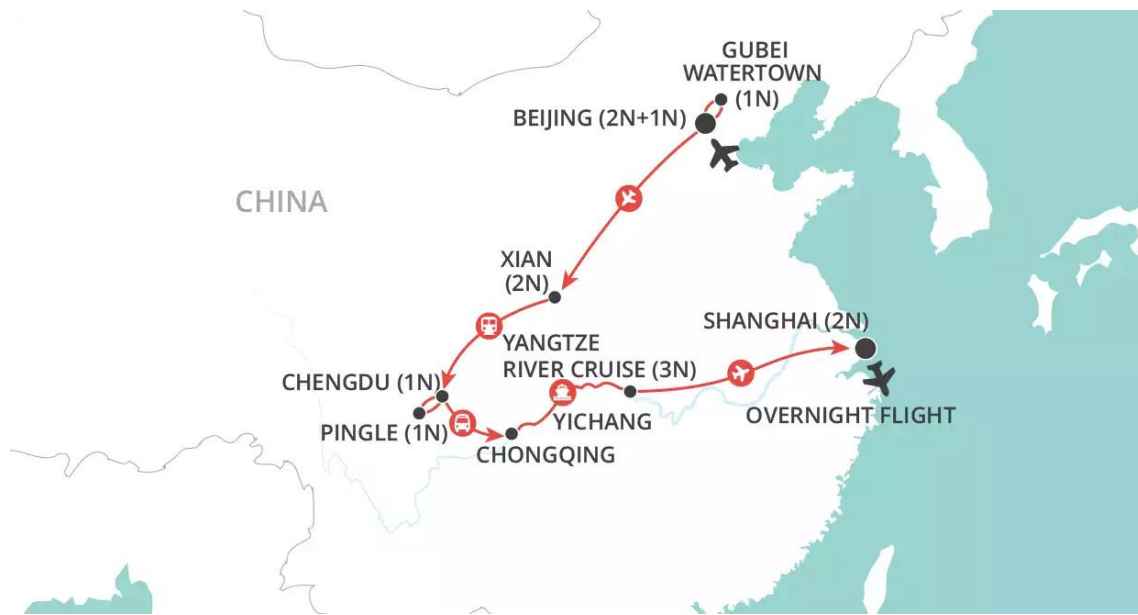 GUBEI
WATERTOWN
(1N)
BEIJING (2N+1N)
CHINA
XIAN
(2N)
SHANGHAI (2N)
YANGTZE
RIVER CRUISE (3N)
CHENGDU (1N)
PINGLE (1N)
YICHANG
OVERNIGHT FLIGHT
CHONGQING